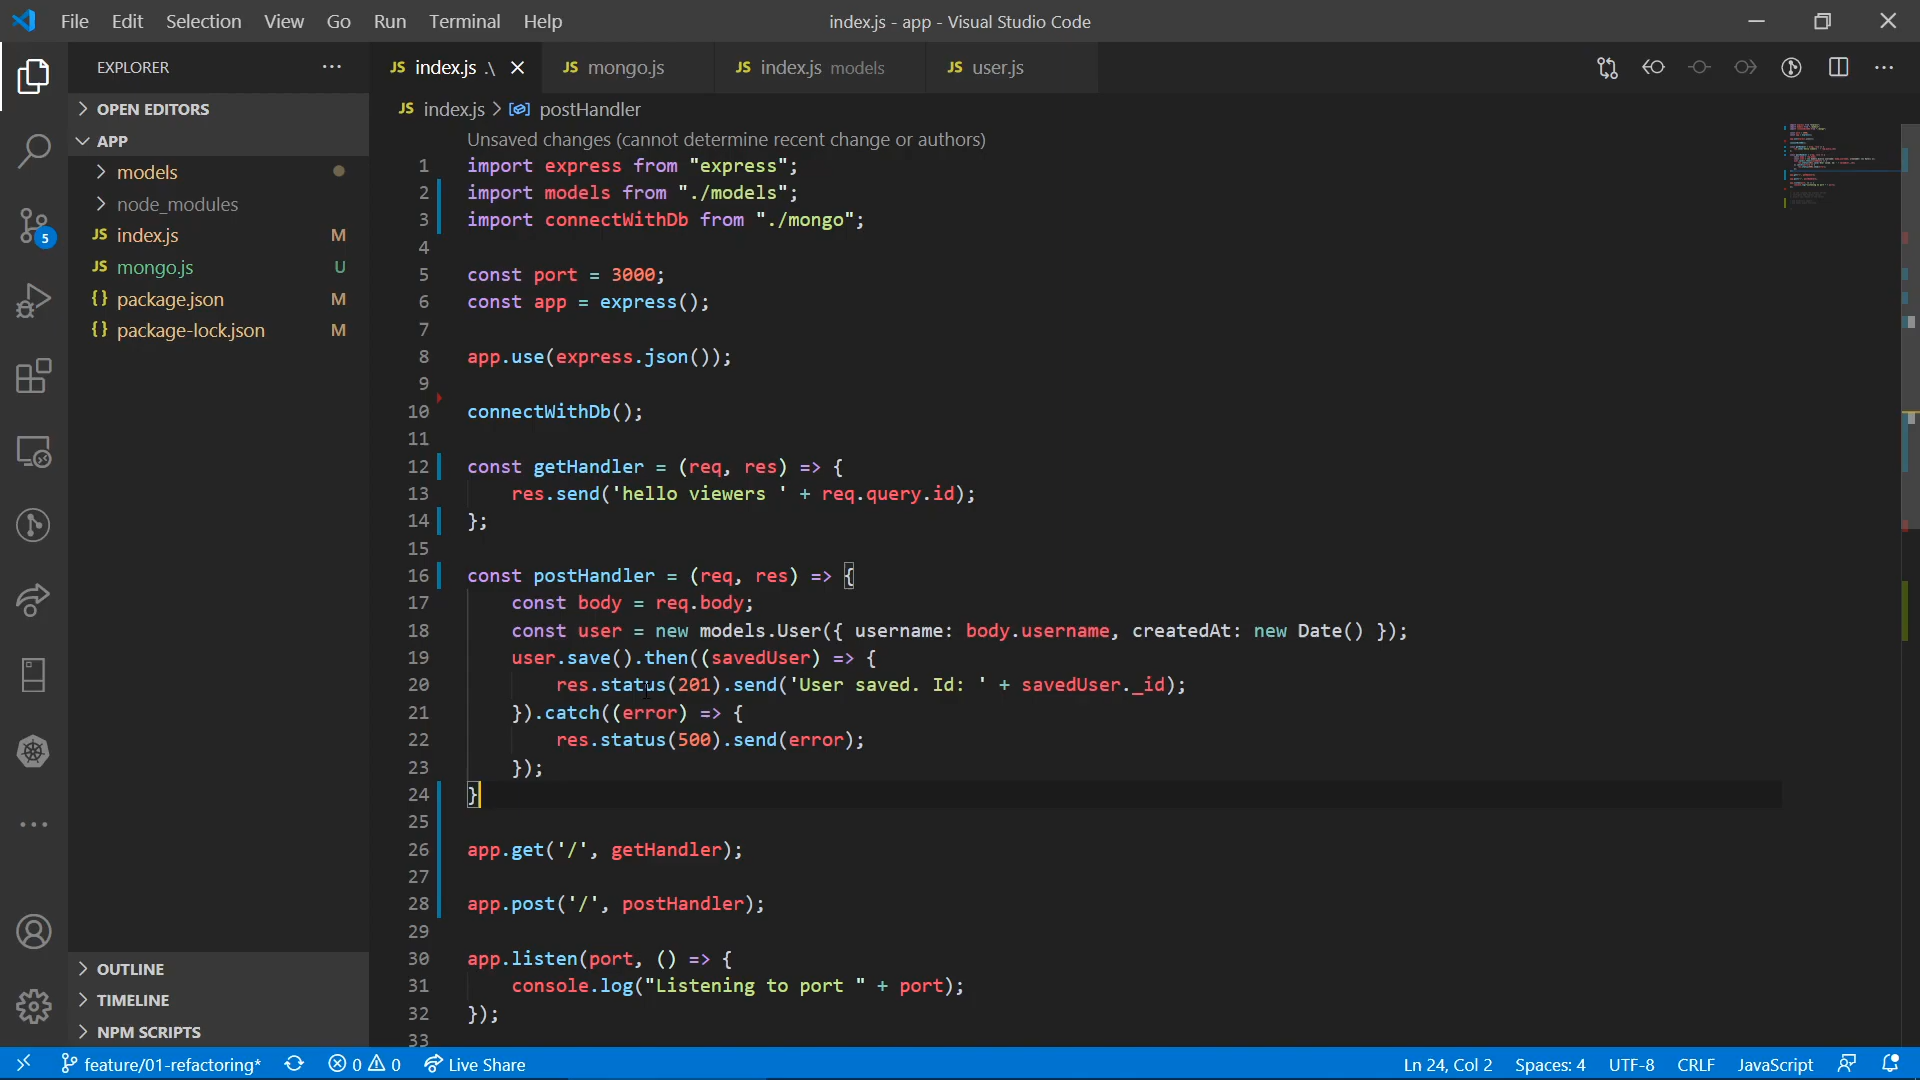 File Edit Selection View Go Run Terminal Help
index.js - app - Visual Studio Code
EXPLORER
OPEN EDITORS
APP
models
node_modules
JS index.js M
JS mongo.js U
{} package.json M
{} package-lock.json M
OUTLINE
TIMELINE
NPM SCRIPTS
5
JS index.js .\
JS mongo.js
JS index.js models
JS user.js
JS index.js > postHandler
Unsaved changes (cannot determine recent change or authors)
1 import express from "express";
2 import models from "./models";
3 import connectWithDb from "./mongo";
4
5 const port = 3000;
6 const app = express();
7
8 app.use(express.json());
9
10 connectWithDb();
11
12 const getHandler = (req, res) => {
13 res.send('hello viewers ' + req.query.id);
14 };
15
16 const postHandler = (req, res) => {
17 const body = req.body;
18 const user = new models.User({ username: body.username, createdAt: new Date() });
19 user.save().then((savedUser) => {
20 res.status(201).send('User saved. Id: ' + savedUser._id);
21 }).catch((error) => {
22 res.status(500).send(error);
23 });
24 }
25
26 app.get('/', getHandler);
27
28 app.post('/', postHandler);
29
30 app.listen(port, () => {
31 console.log("Listening to port " + port);
32 });
33
feature/01-refactoring* 0 0 Live Share
Ln 24, Col 2 Spaces: 4 UTF-8 CRLF JavaScript